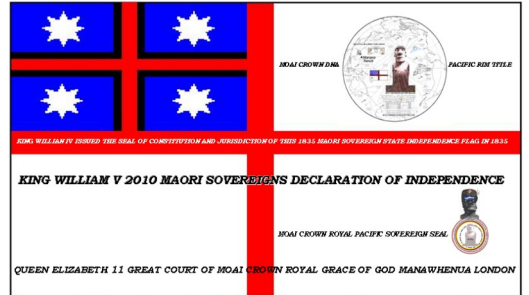 MOAI CROWN DNA
PACIFIC RIM TITLE
KING WILLIAN IV ISSUED THE SEAL OF CONSTITUTION AND JURISDICTION OF THIS 1835 MAORI SOVEREIGN STATE INDEPENDENCE FLAG IN 1835
KING WILLIAM V 2010 MAORI SOVEREIGNS DECLARATION OF INDEPENDENCE
MOAI CROWN ROYAL PACIFIC SOVEREIGN SEAL
QUEEN ELIZABETH 11 GREAT COURT OF MOAI CROWN ROYAL GRACE OF GOD MANAWHENUA LONDON